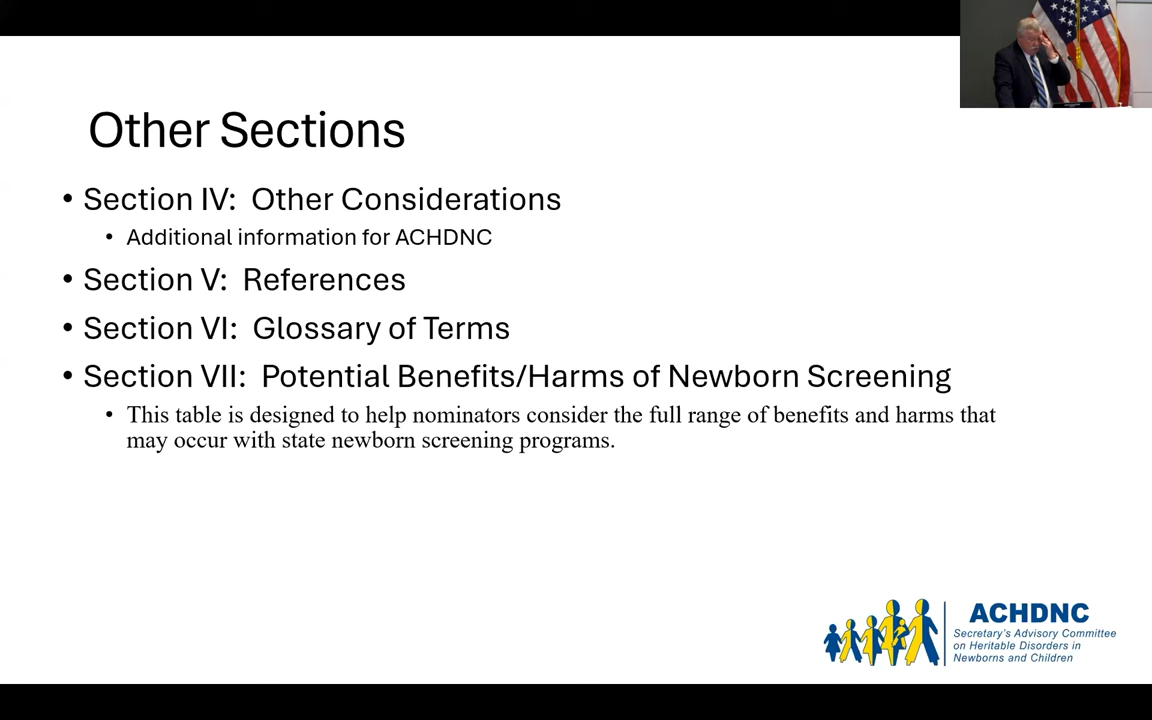 Other Sections
• Section IV:  Other Considerations
• Additional information for ACHDNC
• Section V:  References
• Section VI:  Glossary of Terms
• Section VII:  Potential Benefits/Harms of Newborn Screening
• This table is designed to help nominators consider the full range of benefits and harms that
may occur with state newborn screening programs.
ACHDNC
Secretary's Advisory Committee
on Heritable Disorders in
Newborns and Children